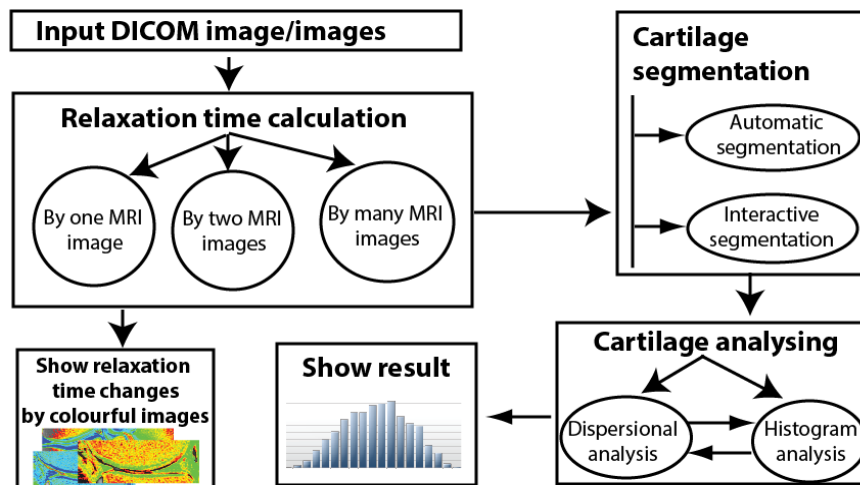 Input DICOM image/images
Relaxation time calculation
By one MRI
image
By two MRI
images
By many MRI
images
Cartilage
segmentation
Automatic
segmentation
Interactive
segmentation
Show relaxation
time changes
by colourful images
Show result
Cartilage analysing
Dispersional
analysis
Histogram
analysis